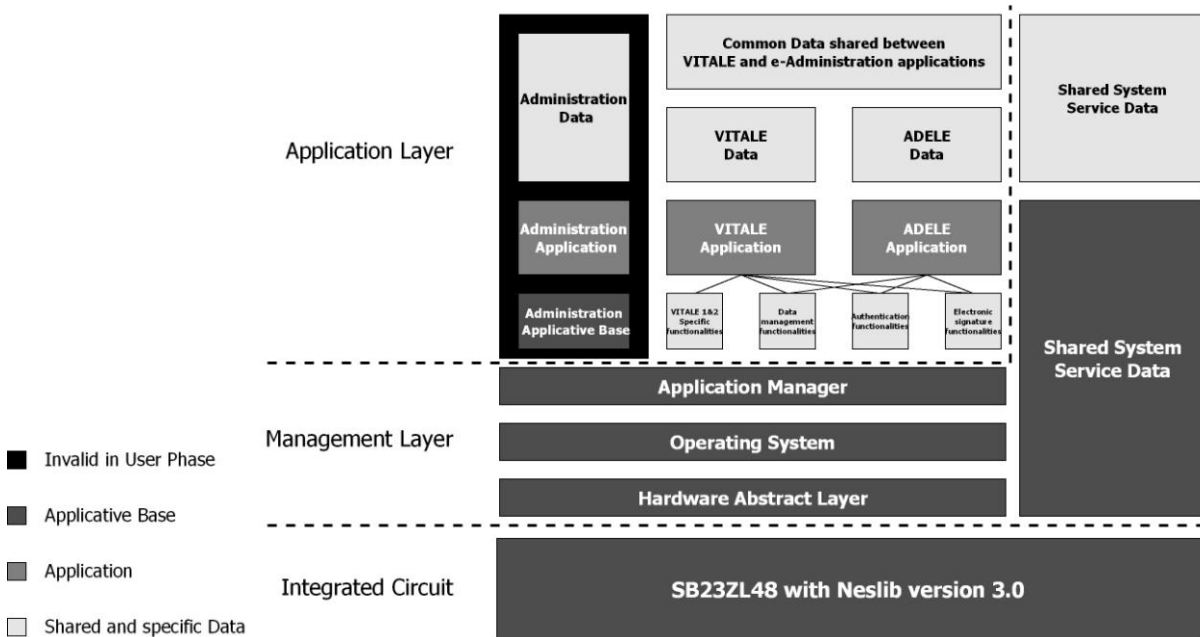 Common Data shared between
VITALE and e-Administration applications
Shared System
Service Data
Administration
Data
VITALE
Data
ADELE
Data
Application Layer
Administration
Application
VITALE
Application
ADELE
Application
Administration
Applicative Base
VITALE 1&2
Specific
functionalities
Data
management
functionalities
Authentication
functionalities
Electronic
signature
functionalities
Shared System
Service Data
Application Manager
Management Layer
Operating System
Hardware Abstract Layer
Invalid in User Phase
Applicative Base
Application
Shared and specific Data
Integrated Circuit
SB23ZL48 with Neslib version 3.0